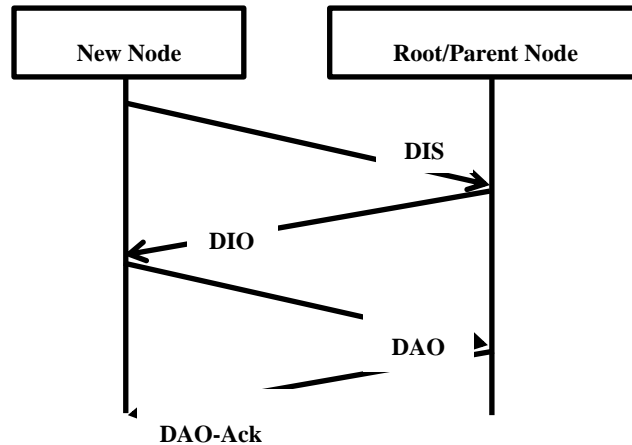 New Node
Root/Parent Node
DIS
DIO
DAO
DAO-Ack